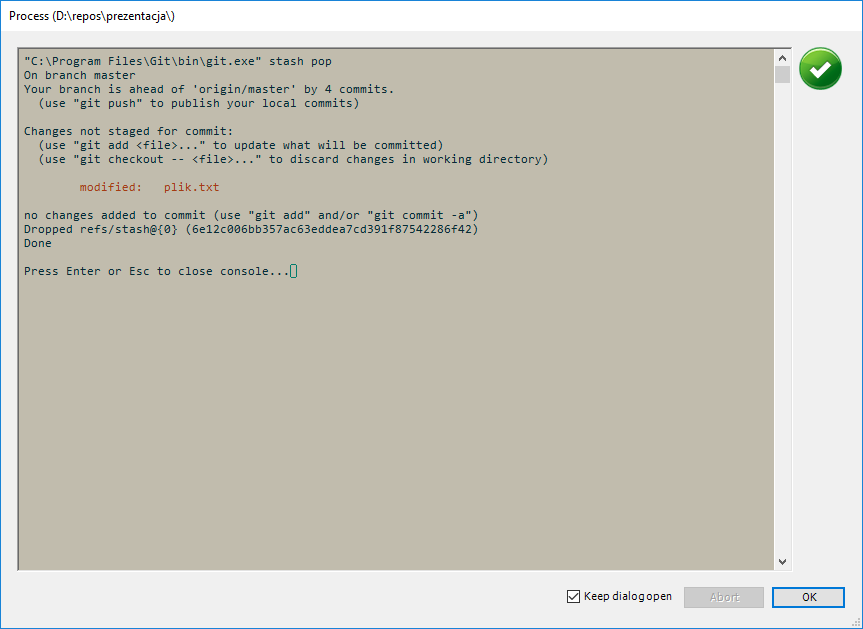 Process (D:\repos\prezentacja\)
"C:\Program Files\Git\bin\git.exe" stash pop
On branch master
Your branch is ahead of 'origin/master' by 4 commits.
  (use "git push" to publish your local commits)
Changes not staged for commit:
  (use "git add <file>..." to update what will be committed)
  (use "git checkout -- <file>..." to discard changes in working directory)
        modified:   plik.txt
no changes added to commit (use "git add" and/or "git commit -a")
Dropped refs/stash@{0} (6e12c006bb357ac63eddea7cd391f87542286f42)
Done
Press Enter or Esc to close console...
Keep dialog open
Abort
OK